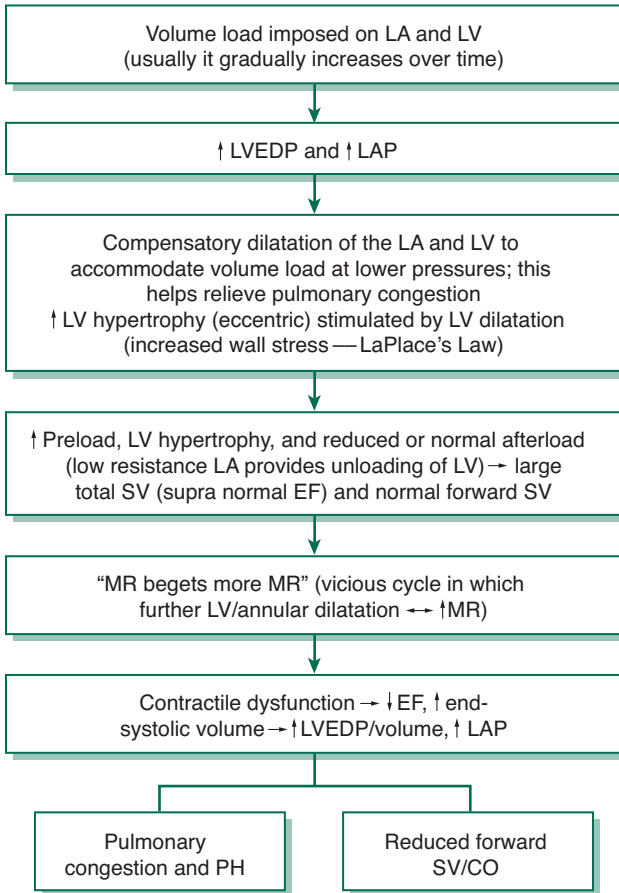 Volume load imposed on LA and LV
(usually it gradually increases over time)
↑ LVEDP and ↑ LAP
Compensatory dilatation of the LA and LV to
accommodate volume load at lower pressures; this
helps relieve pulmonary congestion
↑ LV hypertrophy (eccentric) stimulated by LV dilatation
(increased wall stress — LaPlace's Law)
↑ Preload, LV hypertrophy, and reduced or normal afterload
(low resistance LA provides unloading of LV) → large
total SV (supra normal EF) and normal forward SV
“MR begets more MR” (vicious cycle in which
further LV/annular dilatation ↔ ↑MR)
Contractile dysfunction → ↓ EF, ↑ end-
systolic volume → ↑ LVEDP/volume, ↑ LAP
Pulmonary
congestion and PH
Reduced forward
SV/CO